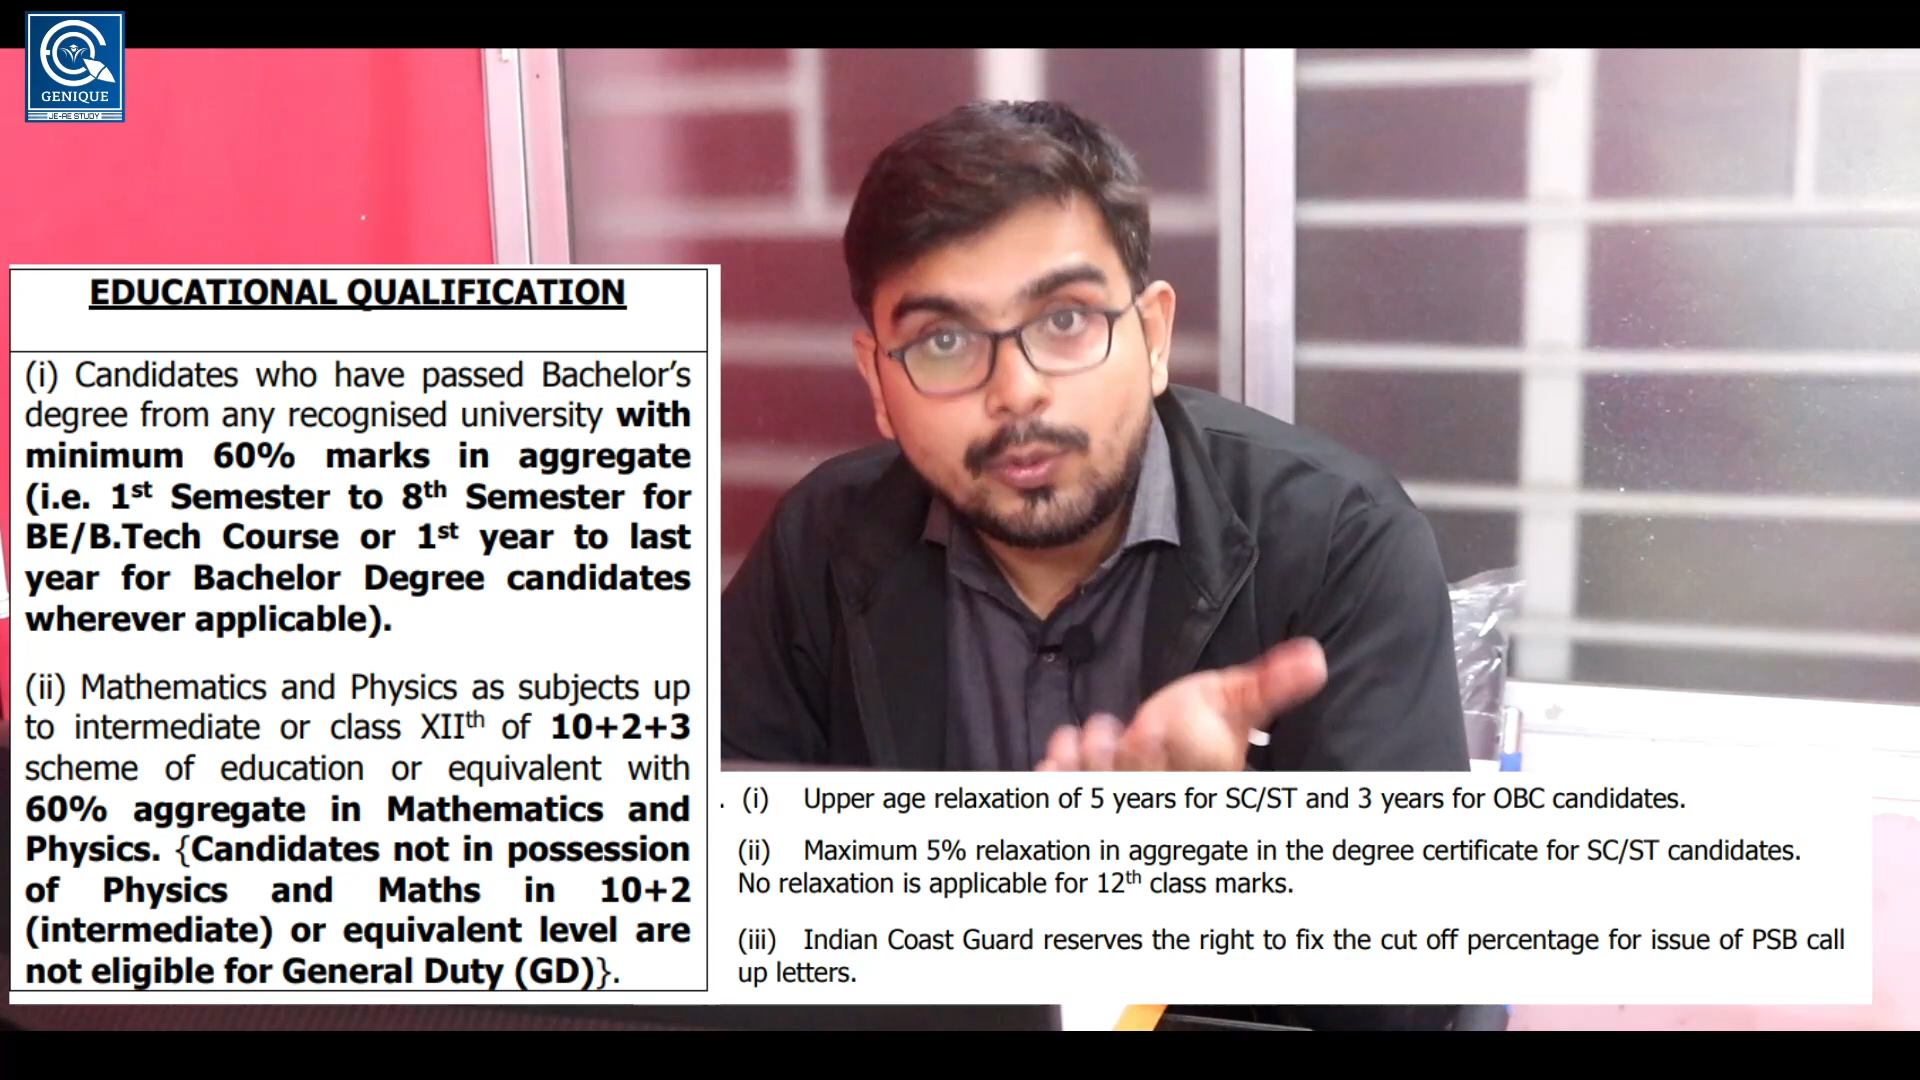 GENIQUE
JE-AE STUDY
EDUCATIONAL QUALIFICATION
(i) Candidates who have passed Bachelor's
degree from any recognised university with
minimum 60% marks in aggregate
(i.e. 1st Semester to 8th Semester for
BE/B.Tech Course or 1st year to last
year for Bachelor Degree candidates
wherever applicable).
(ii) Mathematics and Physics as subjects up
to intermediate or class XIIth of 10+2+3
scheme of education or equivalent with
60% aggregate in Mathematics and
Physics. {Candidates not in possession
of Physics and Maths in 10+2
(intermediate) or equivalent level are
not eligible for General Duty (GD)}.
. (i) Upper age relaxation of 5 years for SC/ST and 3 years for OBC candidates.
(ii) Maximum 5% relaxation in aggregate in the degree certificate for SC/ST candidates.
No relaxation is applicable for 12th class marks.
(iii) Indian Coast Guard reserves the right to fix the cut off percentage for issue of PSB call
up letters.